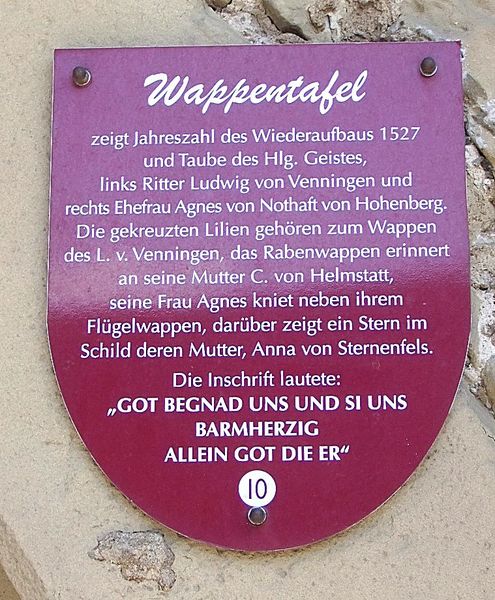 Wappentafel
zeigt Jahreszahl des Wiederaufbaus 1527
und Taube des Hlg. Geistes,
links Ritter Ludwig von Venningen und
rechts Ehefrau Agnes von Nothaft von Hohenberg.
Die gekreuzten Lilien gehören zum Wappen
des L. v. Venningen, das Rabenwappen erinnert
an seine Mutter C. von Helmstatt,
seine Frau Agnes kniet neben ihrem
Flügelwappen, darüber zeigt ein Stern im
Schild deren Mutter, Anna von Sternenfels.
Die Inschrift lautete:
„GOT BEGNAD UNS UND SI UNS
BARMHERZIG
ALLEIN GOT DIE ER“
10